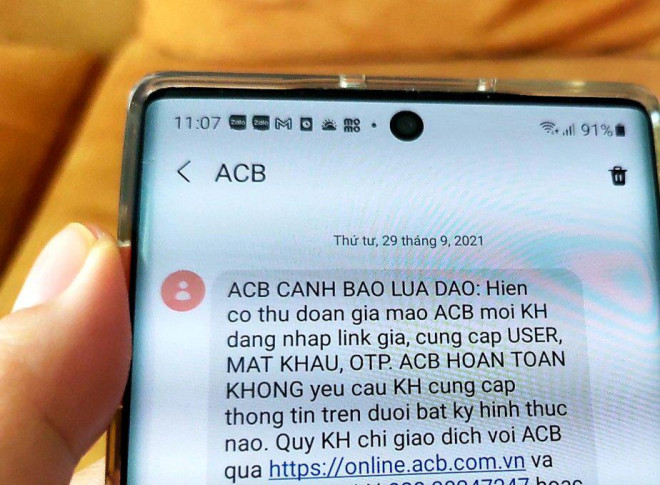 11:07
91%
ACB
Thứ tư, 29 tháng 9, 2021
ACB CANH BAO LUA DAO: Hien
co thu doan gia mao ACB moi KH
dang nhap link gia, cung cap USER,
MAT KHAU, OTP. ACB HOAN TOAN
KHONG yeu cau KH cung cap
thong tin tren duoi bat ky hinh thuc
nao. Quy KH chi giao dich voi ACB
qua https://online.acb.com.vn va